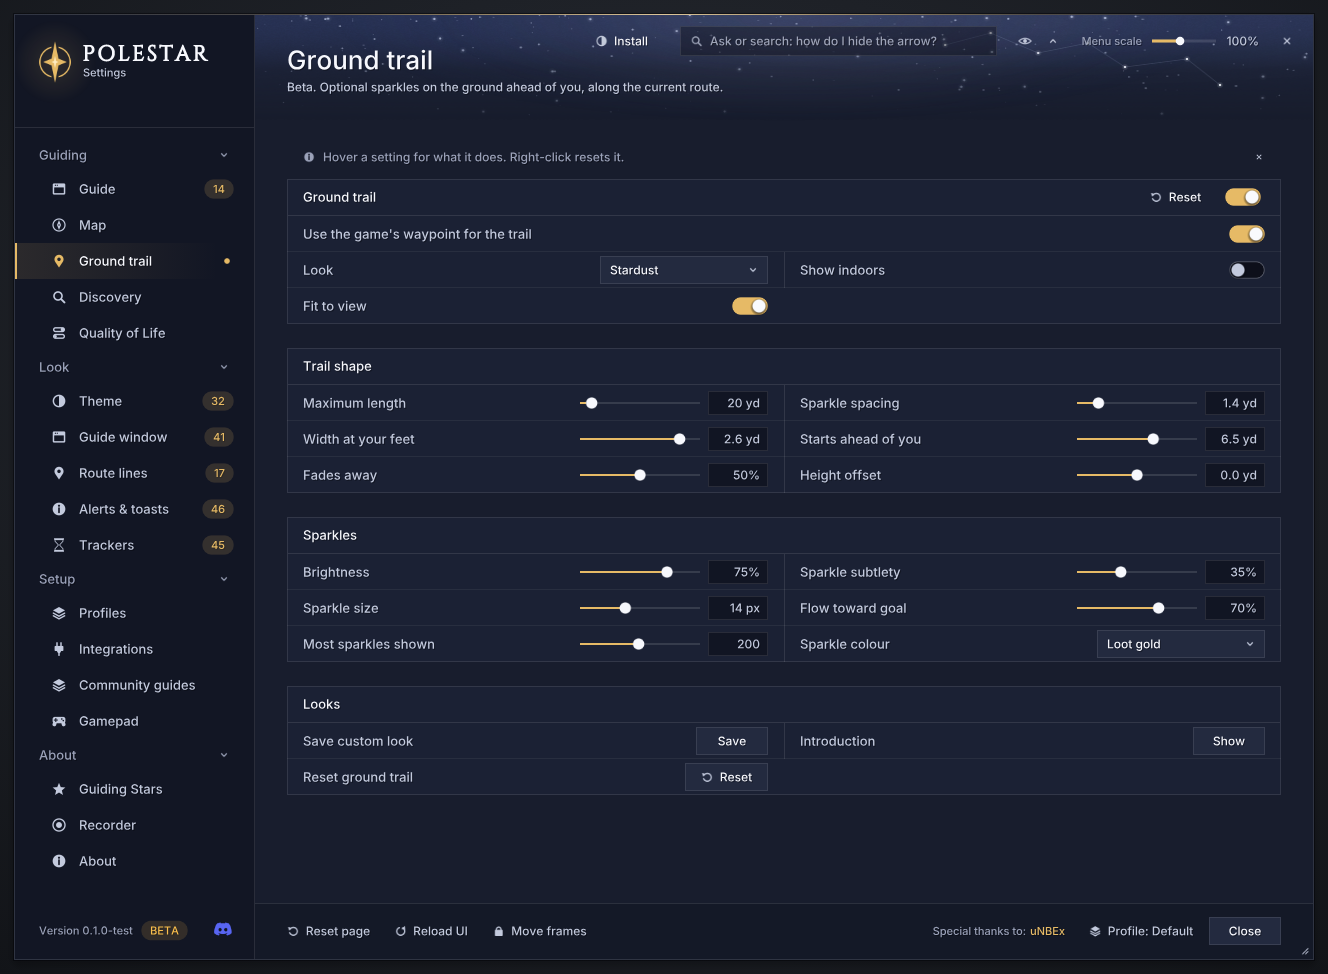 POLESTAR
Settings
Install
Ask or search: how do I hide the arrow?
Menu scale
100%
Ground trail
Beta. Optional sparkles on the ground ahead of you, along the current route.
Guiding
Guide 14
Map
Ground trail
Discovery
Quality of Life
Look
Theme 32
Guide window 41
Route lines 17
Alerts & toasts 46
Trackers 45
Setup
Profiles
Integrations
Community guides
Gamepad
About
Guiding Stars
Recorder
About
Version 0.1.0-test BETA
Hover a setting for what it does. Right-click resets it.
Ground trail Reset
Use the game's waypoint for the trail
Look Stardust Show indoors
Fit to view
Trail shape
Maximum length 20 yd Sparkle spacing 1.4 yd
Width at your feet 2.6 yd Starts ahead of you 6.5 yd
Fades away 50% Height offset 0.0 yd
Sparkles
Brightness 75% Sparkle subtlety 35%
Sparkle size 14 px Flow toward goal 70%
Most sparkles shown 200 Sparkle colour Loot gold
Looks
Save custom look Save Introduction Show
Reset ground trail Reset
Reset page Reload UI Move frames Special thanks to: uNBEx Profile: Default Close